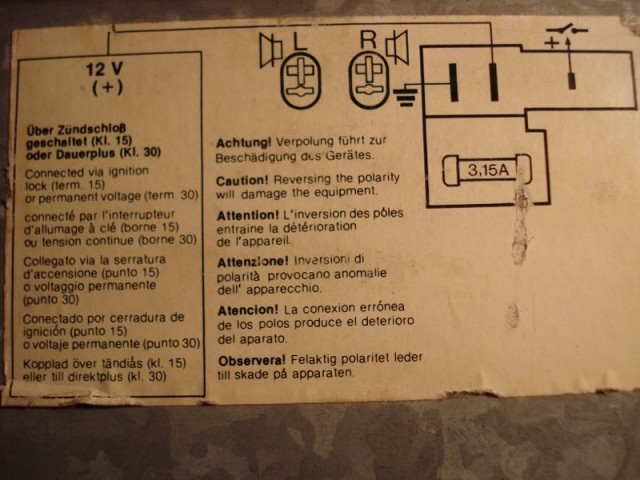 12 V
(+)
Über Zündschloß
geschaltet (Kl. 15)
oder Dauerplus (Kl. 30)
Connected via ignition
lock (term. 15)
or permanent voltage (term. 30)
connecté par l'interrupteur
d'allumage à clé (borne 15)
ou tension continue (borne 30)
Collegato via la serratura
d'accensione (punto 15)
o voltaggio permanente
(punto 30)
Conectado por cerradura de
ignición (punto 15)
o voltaje permanente (punto 30)
Kopplad över tändlås (kl. 15)
eller till direktplus (kl. 30)
L
R
+
3,15A
Achtung! Verpolung führt zur
Beschädigung des Gerätes.
Caution! Reversing the polarity
will damage the equipment.
Attention! L'inversion des pôles
entraine la détérioration
de l'appareil.
Attenzione! Inversioni di
polarità provocano anomalie
dell' apparecchio.
Atencion! La conexion errónea
de los polos produce el deterioro
del aparato.
Observera! Felaktig polaritet leder
till skade på apparaten.